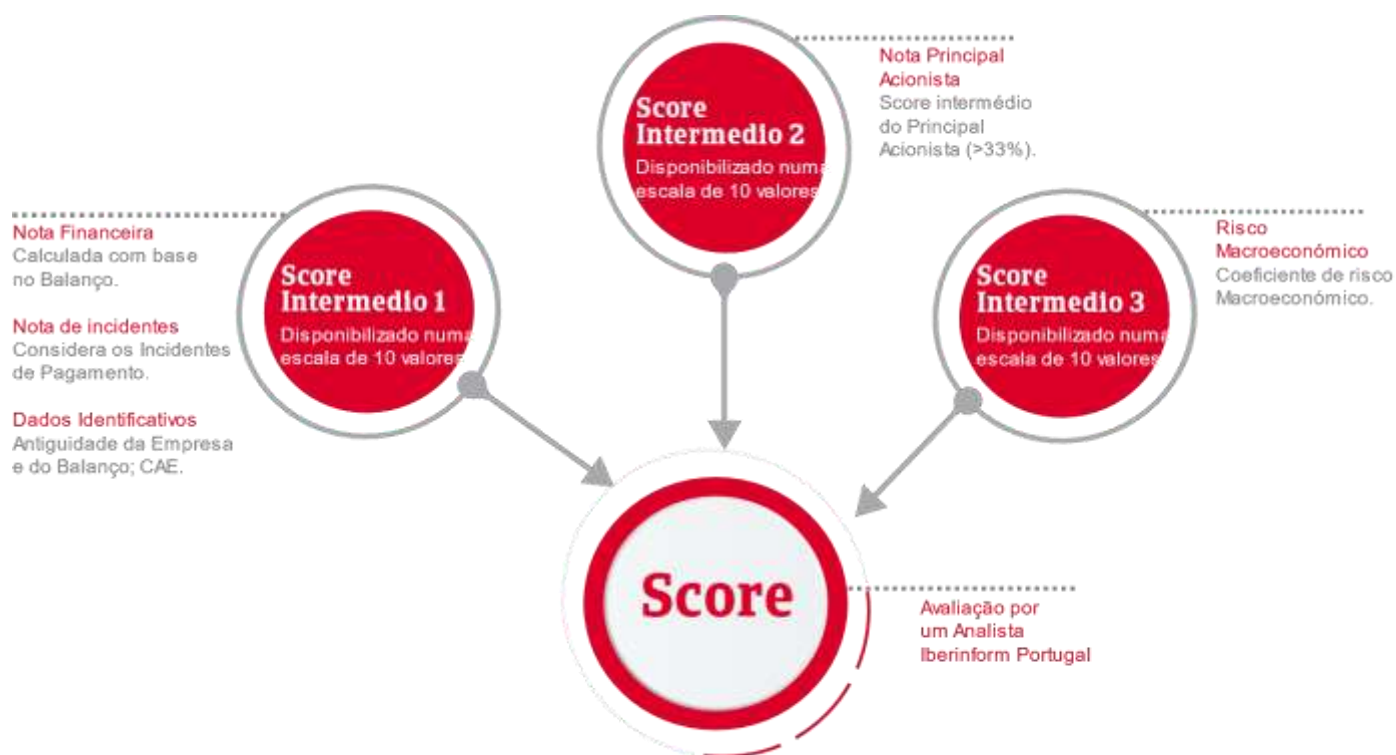 Nota Financeira
Calculada com base
no Balanço.
Nota de incidentes
Considera os Incidentes
de Pagamento.
Dados Identificativos
Antiguidade da Empresa
e do Balanço; CAE.
Score
Intermedio 1
Disponibilizado numa
escala de 10 valores
Score
Intermedio 2
Disponibilizado numa
escala de 10 valores
Nota Principal
Acionista
Score intermédio
do Principal
Acionista (>33%).
Score
Intermedio 3
Disponibilizado numa
escala de 10 valores
Risco
Macroeconómico
Coeficiente de risco
Macroeconómico.
Score
Avaliação por
um Analista
Iberinform Portugal